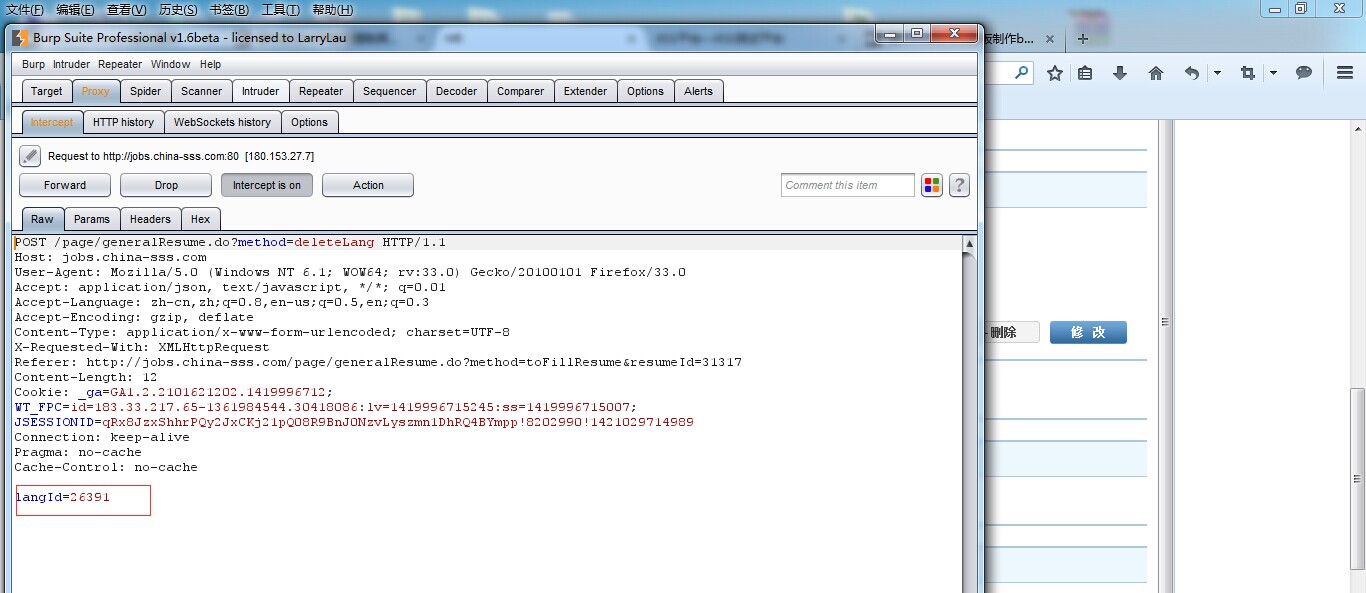 文件(F) 编辑(E) 查看(V) 历史(S) 书签(B) 工具(T) 帮助(H)
Burp Suite Professional v1.6beta - licensed to LarryLau
Burp Intruder Repeater Window Help
Target Proxy Spider Scanner Intruder Repeater Sequencer Decoder Comparer Extender Options Alerts
Intercept HTTP history WebSockets history Options
Request to http://jobs.china-sss.com:80 [180.153.27.7]
Forward Drop Intercept is on Action Comment this item ?
Raw Params Headers Hex
POST /page/generalResume.do?method=deleteLang HTTP/1.1
Host: jobs.china-sss.com
User-Agent: Mozilla/5.0 (Windows NT 6.1; WOW64; rv:33.0) Gecko/20100101 Firefox/33.0
Accept: application/json, text/javascript, */*; q=0.01
Accept-Language: zh-cn,zh;q=0.8,en-us;q=0.5,en;q=0.3
Accept-Encoding: gzip, deflate
Content-Type: application/x-www-form-urlencoded; charset=UTF-8
X-Requested-With: XMLHttpRequest
Referer: http://jobs.china-sss.com/page/generalResume.do?method=toFillResume&resumeId=31317
Content-Length: 12
Cookie: _ga=GA1.2.2101621202.1419996712;
WT_FPC=id=183.33.217.65-1361984544.30418086:lv=1419996715245:ss=1419996715007;
JSESSIONID=qRx8JzxShhrPQy2JxCKj21pQ08R9BnJ0NzvLyszmn1DhRQ4BYmpp!8202990!1421029714989
Connection: keep-alive
Pragma: no-cache
Cache-Control: no-cache
langId=26391
制作b...
删除
修 改